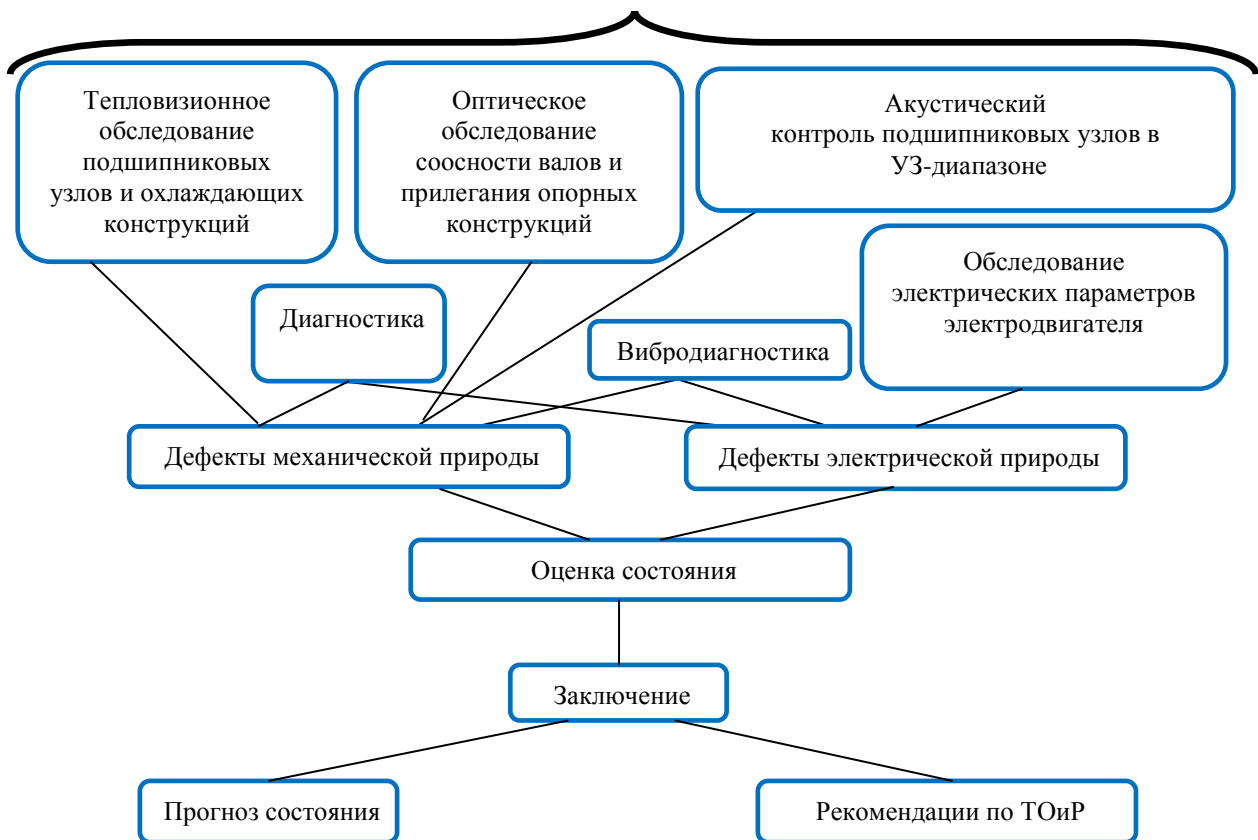 Тепловизионное
обследование
подшипниковых
узлов и охлаждающих
конструкций
Оптическое
обследование
соосности валов и
прилегания опорных
конструкций
Акустический
контроль подшипниковых узлов в
УЗ-диапазоне
Диагностика
Вибродиагностика
Обследование
электрических параметров
электродвигателя
Дефекты механической природы
Дефекты электрической природы
Оценка состояния
Заключение
Прогноз состояния
Рекомендации по ТОиР